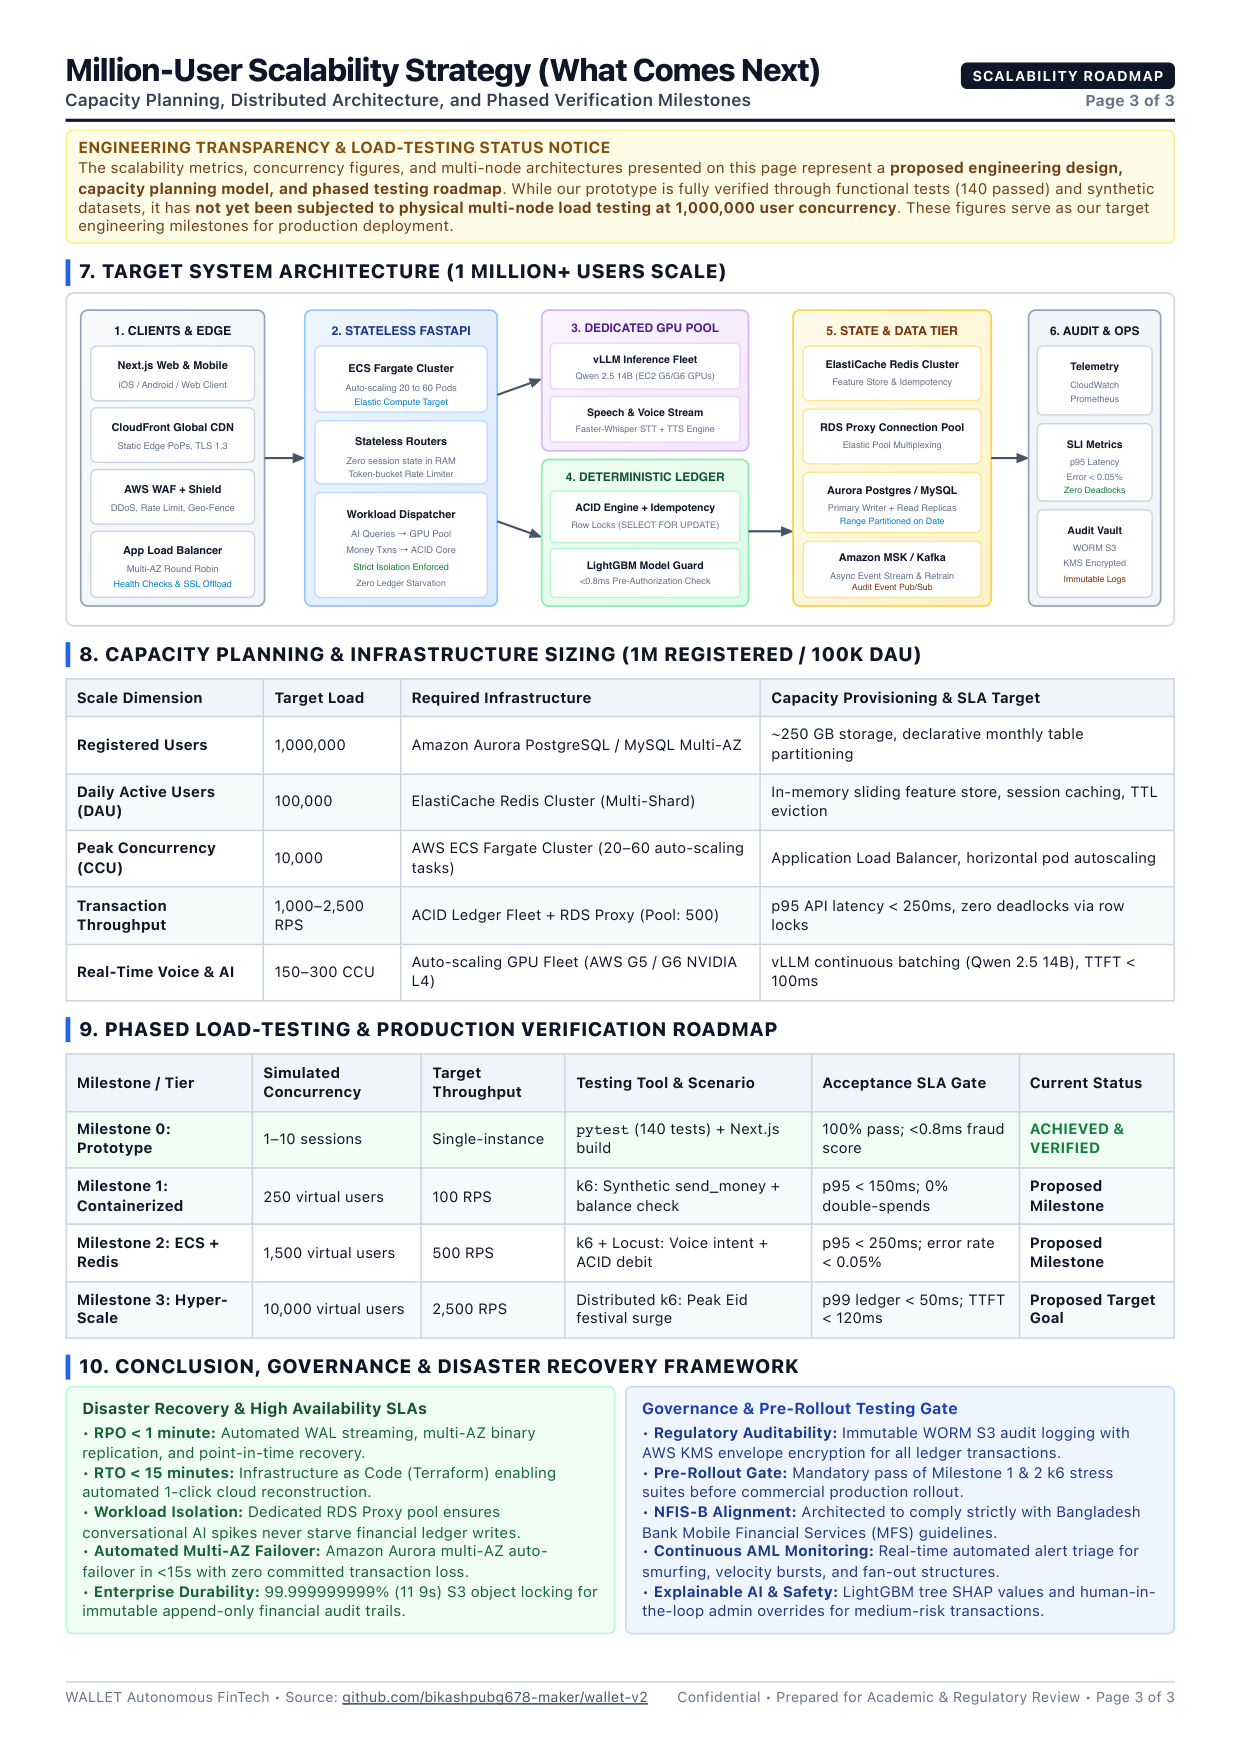 Million-User Scalability Strategy (What Comes Next)
SCALABILITY ROADMAP
Capacity Planning, Distributed Architecture, and Phased Verification Milestones
Page 3 of 3
ENGINEERING TRANSPARENCY & LOAD-TESTING STATUS NOTICE
The scalability metrics, concurrency figures, and multi-node architectures presented on this page represent a proposed engineering design,
capacity planning model, and phased testing roadmap. While our prototype is fully verified through functional tests (140 passed) and synthetic
datasets, it has not yet been subjected to physical multi-node load testing at 1,000,000 user concurrency. These figures serve as our target
engineering milestones for production deployment.
7. TARGET SYSTEM ARCHITECTURE (1 MILLION+ USERS SCALE)
1. CLIENTS & EDGE
Next.js Web & Mobile
iOS / Android / Web Client
CloudFront Global CDN
Static Edge PoPs, TLS 1.3
AWS WAF + Shield
DDoS, Rate Limit, Geo-Fence
App Load Balancer
Multi-AZ Round Robin
Health Checks & SSL Offload
2. STATELESS FASTAPI
ECS Fargate Cluster
Auto-scaling 20 to 60 Pods
Elastic Compute Target
Stateless Routers
Zero session state in RAM
Token-bucket Rate Limiter
Workload Dispatcher
AI Queries → GPU Pool
Money Txns → ACID Core
Strict Isolation Enforced
Zero Ledger Starvation
3. DEDICATED GPU POOL
vLLM Inference Fleet
Qwen 2.5 14B (EC2 G5/G6 GPUs)
Speech & Voice Stream
Faster-Whisper STT + TTS Engine
4. DETERMINISTIC LEDGER
ACID Engine + Idempotency
Row Locks (SELECT FOR UPDATE)
LightGBM Model Guard
<0.8ms Pre-Authorization Check
5. STATE & DATA TIER
ElastiCache Redis Cluster
Feature Store & Idempotency
RDS Proxy Connection Pool
Elastic Pool Multiplexing
Aurora Postgres / MySQL
Primary Writer + Read Replicas
Range Partitioned on Date
Amazon MSK / Kafka
Async Event Stream & Retrain
Audit Event Pub/Sub
6. AUDIT & OPS
Telemetry
CloudWatch
Prometheus
SLI Metrics
p95 Latency
Error < 0.05%
Zero Deadlocks
Audit Vault
WORM S3
KMS Encrypted
Immutable Logs
8. CAPACITY PLANNING & INFRASTRUCTURE SIZING (1M REGISTERED / 100K DAU)
Scale Dimension
Target Load
Required Infrastructure
Capacity Provisioning & SLA Target
Registered Users
1,000,000
Amazon Aurora PostgreSQL / MySQL Multi-AZ
~250 GB storage, declarative monthly table
partitioning
Daily Active Users
(DAU)
100,000
ElastiCache Redis Cluster (Multi-Shard)
In-memory sliding feature store, session caching, TTL
eviction
Peak Concurrency
(CCU)
10,000
AWS ECS Fargate Cluster (20–60 auto-scaling
tasks)
Application Load Balancer, horizontal pod autoscaling
Transaction
Throughput
1,000–2,500
RPS
ACID Ledger Fleet + RDS Proxy (Pool: 500)
p95 API latency < 250ms, zero deadlocks via row
locks
Real-Time Voice & AI
150–300 CCU
Auto-scaling GPU Fleet (AWS G5 / G6 NVIDIA
L4)
vLLM continuous batching (Qwen 2.5 14B), TTFT <
100ms
9. PHASED LOAD-TESTING & PRODUCTION VERIFICATION ROADMAP
Milestone / Tier
Simulated
Concurrency
Target
Throughput
Testing Tool & Scenario
Acceptance SLA Gate
Current Status
Milestone 0:
Prototype
1–10 sessions
Single-instance
pytest (140 tests) + Next.js
build
100% pass; <0.8ms fraud
score
ACHIEVED &
VERIFIED
Milestone 1:
Containerized
250 virtual users
100 RPS
k6: Synthetic send_money +
balance check
p95 < 150ms; 0%
double-spends
Proposed
Milestone
Milestone 2: ECS +
Redis
1,500 virtual users
500 RPS
k6 + Locust: Voice intent +
ACID debit
p95 < 250ms; error rate
< 0.05%
Proposed
Milestone
Milestone 3: Hyper-
Scale
10,000 virtual users
2,500 RPS
Distributed k6: Peak Eid
festival surge
p99 ledger < 50ms; TTFT
< 120ms
Proposed Target
Goal
10. CONCLUSION, GOVERNANCE & DISASTER RECOVERY FRAMEWORK
Disaster Recovery & High Availability SLAs
• RPO < 1 minute: Automated WAL streaming, multi-AZ binary
replication, and point-in-time recovery.
• RTO < 15 minutes: Infrastructure as Code (Terraform) enabling
automated 1-click cloud reconstruction.
• Workload Isolation: Dedicated RDS Proxy pool ensures
conversational AI spikes never starve financial ledger writes.
• Automated Multi-AZ Failover: Amazon Aurora multi-AZ auto-
failover in <15s with zero committed transaction loss.
• Enterprise Durability: 99.999999999% (11 9s) S3 object locking for
immutable append-only financial audit trails.
Governance & Pre-Rollout Testing Gate
• Regulatory Auditability: Immutable WORM S3 audit logging with
AWS KMS envelope encryption for all ledger transactions.
• Pre-Rollout Gate: Mandatory pass of Milestone 1 & 2 k6 stress
suites before commercial production rollout.
• NFIS-B Alignment: Architected to comply strictly with Bangladesh
Bank Mobile Financial Services (MFS) guidelines.
• Continuous AML Monitoring: Real-time automated alert triage for
smurfing, velocity bursts, and fan-out structures.
• Explainable AI & Safety: LightGBM tree SHAP values and human-in-
the-loop admin overrides for medium-risk transactions.
WALLET Autonomous FinTech • Source: github.com/bikashpubg678-maker/wallet-v2
Confidential • Prepared for Academic & Regulatory Review • Page 3 of 3